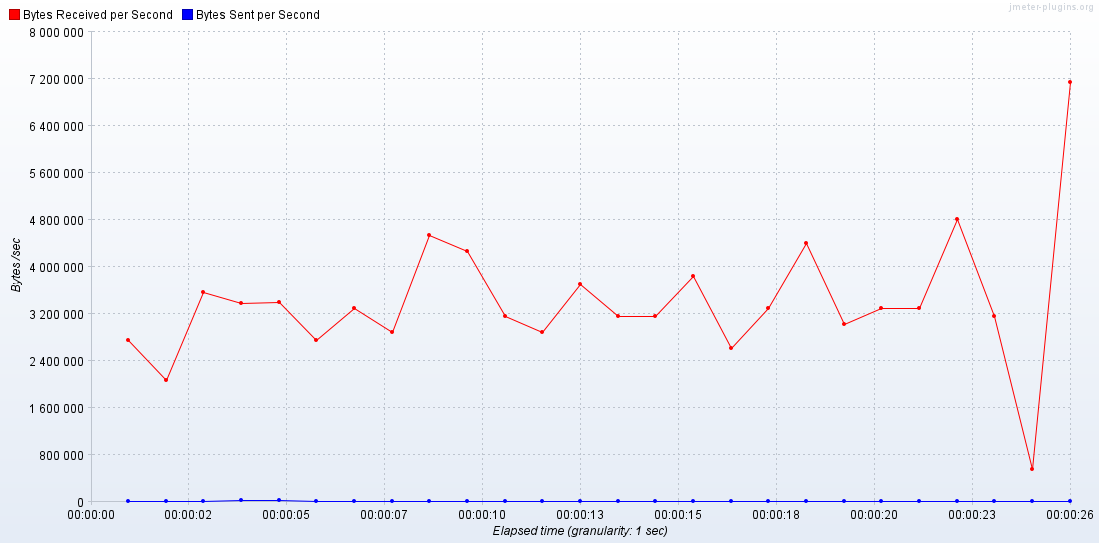 jmeter-plugins.org
Bytes Received per Second Bytes Sent per Second
8 000 000
7 200 000
6 400 000
5 600 000
4 800 000
4 000 000
3 200 000
2 400 000
1 600 000
800 000
0
Bytes /sec
00:00:00 00:00:02 00:00:05 00:00:07 00:00:10 00:00:13 00:00:15 00:00:18 00:00:20 00:00:23 00:00:26
Elapsed time (granularity: 1 sec)